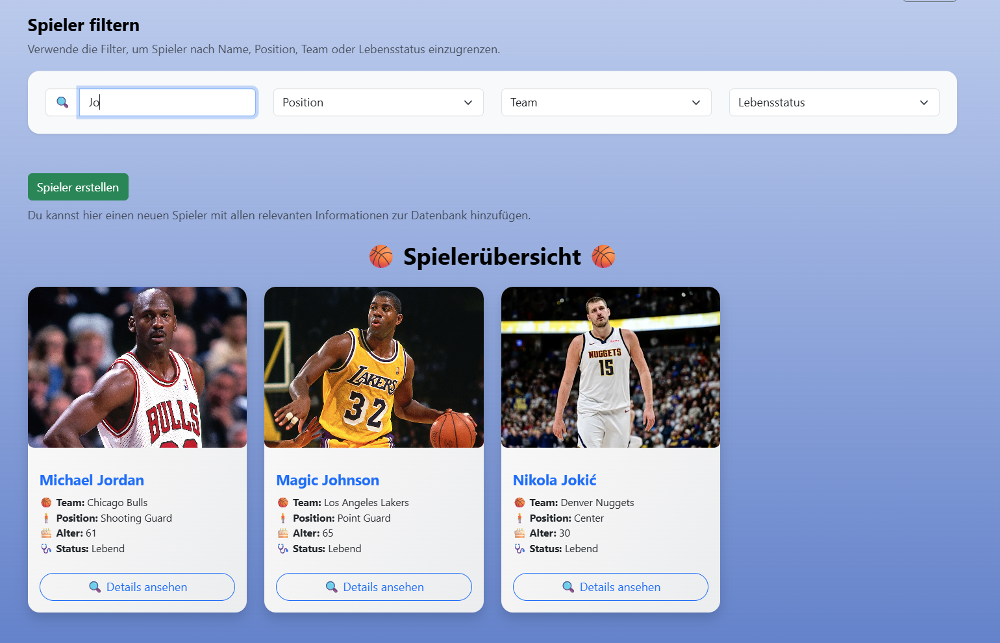 Spieler filtern
Verwende die Filter, um Spieler nach Name, Position, Team oder Lebensstatus einzugrenzen.
Jo
Position
Team
Lebensstatus
Spieler erstellen
Du kannst hier einen neuen Spieler mit allen relevanten Informationen zur Datenbank hinzufügen.
Spielerübersicht
BULLS
Michael Jordan
Team: Chicago Bulls
Position: Shooting Guard
Alter: 61
Status: Lebend
Details ansehen
LAKERS
32
Magic Johnson
Team: Los Angeles Lakers
Position: Point Guard
Alter: 65
Status: Lebend
Details ansehen
NUGGETS
15
Nikola Jokić
Team: Denver Nuggets
Position: Center
Alter: 30
Status: Lebend
Details ansehen